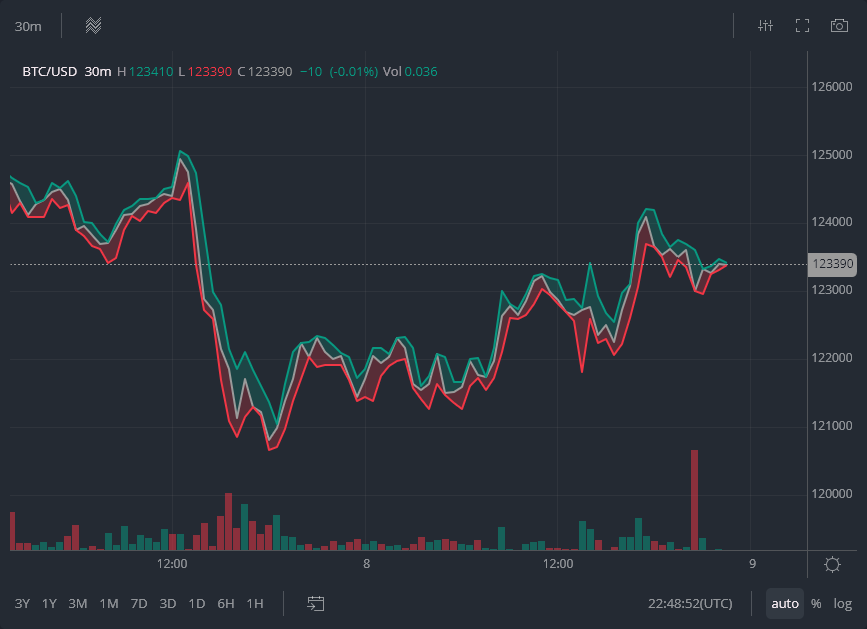 30m
BTC/USD 30m H 123410 L 123390 C 123390 −10 (−0.01%) Vol 0.036
126000
125000
124000
123390
123000
122000
121000
120000
12:00 8 12:00 9
3Y 1Y 3M 1M 7D 3D 1D 6H 1H 22:48:52(UTC) auto % log